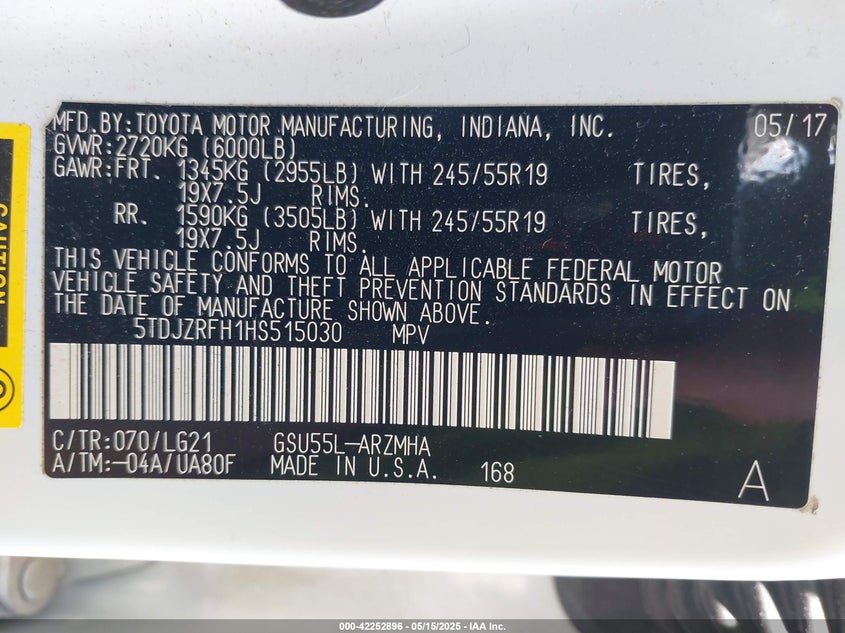 MFD.BY:TOYOTA MOTOR MANUFACTURING, INDIANA, INC. 05/17
GVWR:2720KG (6000LB)
GAWR:FRT. 1345KG (2955LB) WITH 245/55R19 TIRES,
19X7.5J RIMS.
RR. 1590KG (3505LB) WITH 245/55R19 TIRES,
19X7.5J RIMS.
THIS VEHICLE CONFORMS TO ALL APPLICABLE FEDERAL MOTOR
VEHICLE SAFETY AND THEFT PREVENTION STANDARDS IN EFFECT ON
THE DATE OF MANUFACTURE SHOWN ABOVE.
5TDJZRFH1HS515030 MPV
C/TR:070/LG21 GSU55L-ARZMHA
A/TM:-04A/UA80F MADE IN U.S.A. 168 A
CAUTION
000-42252896 - 05/15/2025 - IAA Inc.